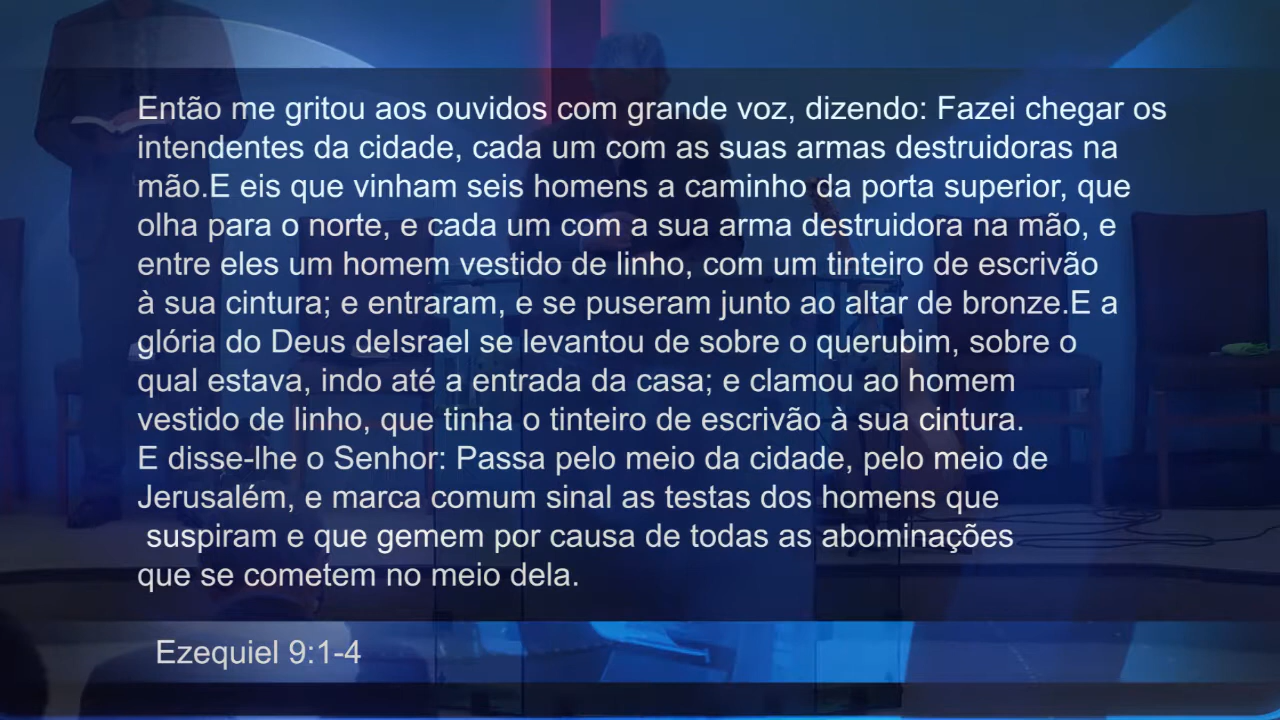 Então me gritou aos ouvidos com grande voz, dizendo: Fazei chegar os
intendentes da cidade, cada um com as suas armas destruidoras na
mão.E eis que vinham seis homens a caminho da porta superior, que
olha para o norte, e cada um com a sua arma destruidora na mão, e
entre eles um homem vestido de linho, com um tinteiro de escrivão
à sua cintura; e entraram, e se puseram junto ao altar de bronze.E a
glória do Deus deIsrael se levantou de sobre o querubim, sobre o
qual estava, indo até a entrada da casa; e clamou ao homem
vestido de linho, que tinha o tinteiro de escrivão à sua cintura.
E disse-lhe o Senhor: Passa pelo meio da cidade, pelo meio de
Jerusalém, e marca comum sinal as testas dos homens que
suspiram e que gemem por causa de todas as abominações
que se cometem no meio dela.
Ezequiel 9:1-4